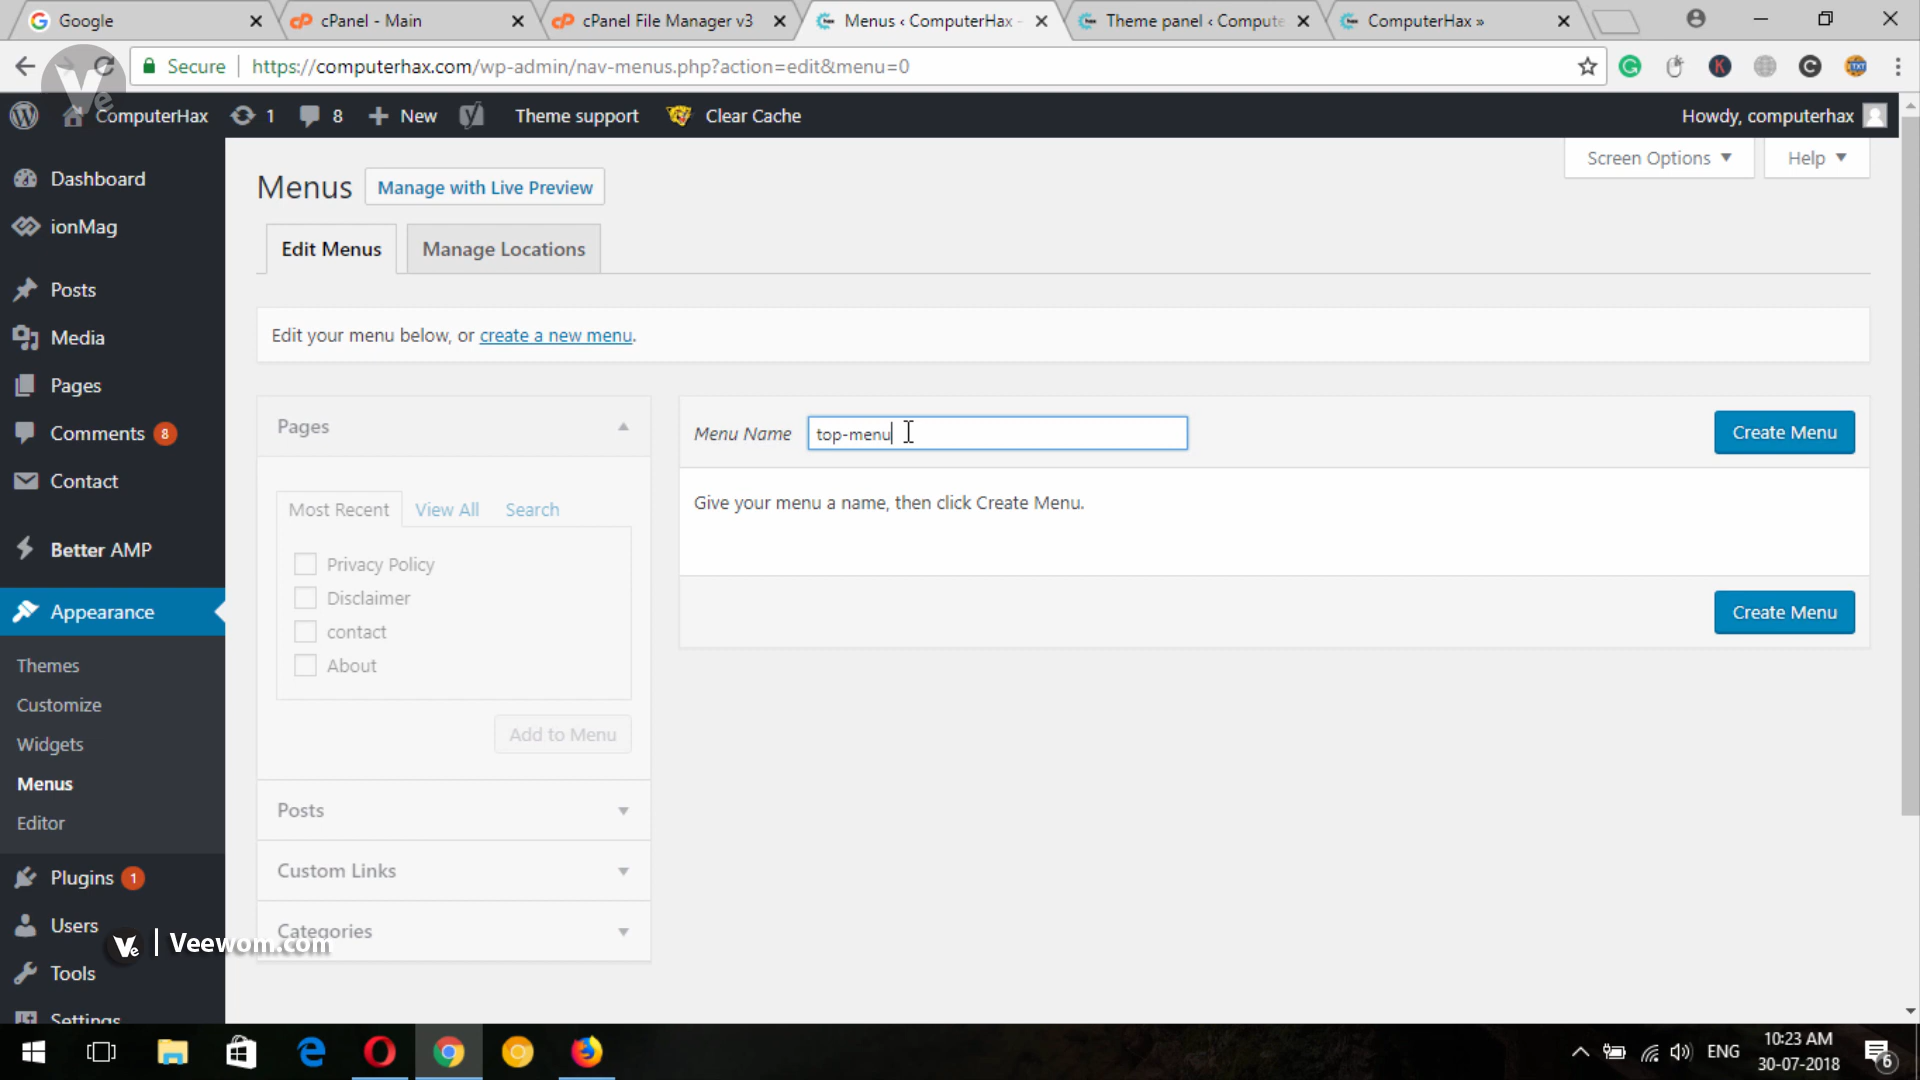 Google
cPanel - Main
cPanel File Manager v3
Menus ‹ ComputerHax -
Theme panel ‹ Compute
ComputerHax »
Secure
https://computerhax.com/wp-admin/nav-menus.php?action=edit&menu=0
Ve
ComputerHax
1
8
New
Theme support
Clear Cache
Howdy, computerhax
Screen Options
Help
Dashboard
ionMag
Posts
Media
Pages
Comments 8
Contact
Better AMP
Appearance
Themes
Customize
Widgets
Menus
Editor
Plugins 1
Users
Tools
Settings
Menus
Manage with Live Preview
Edit Menus
Manage Locations
Edit your menu below, or create a new menu.
Pages
Most Recent
View All
Search
Privacy Policy
Disclaimer
contact
About
Add to Menu
Posts
Custom Links
Categories
Menu Name
top-menu
Create Menu
Give your menu a name, then click Create Menu.
Create Menu
Ve | Veewom.com
ENG
10:23 AM
30-07-2018
6